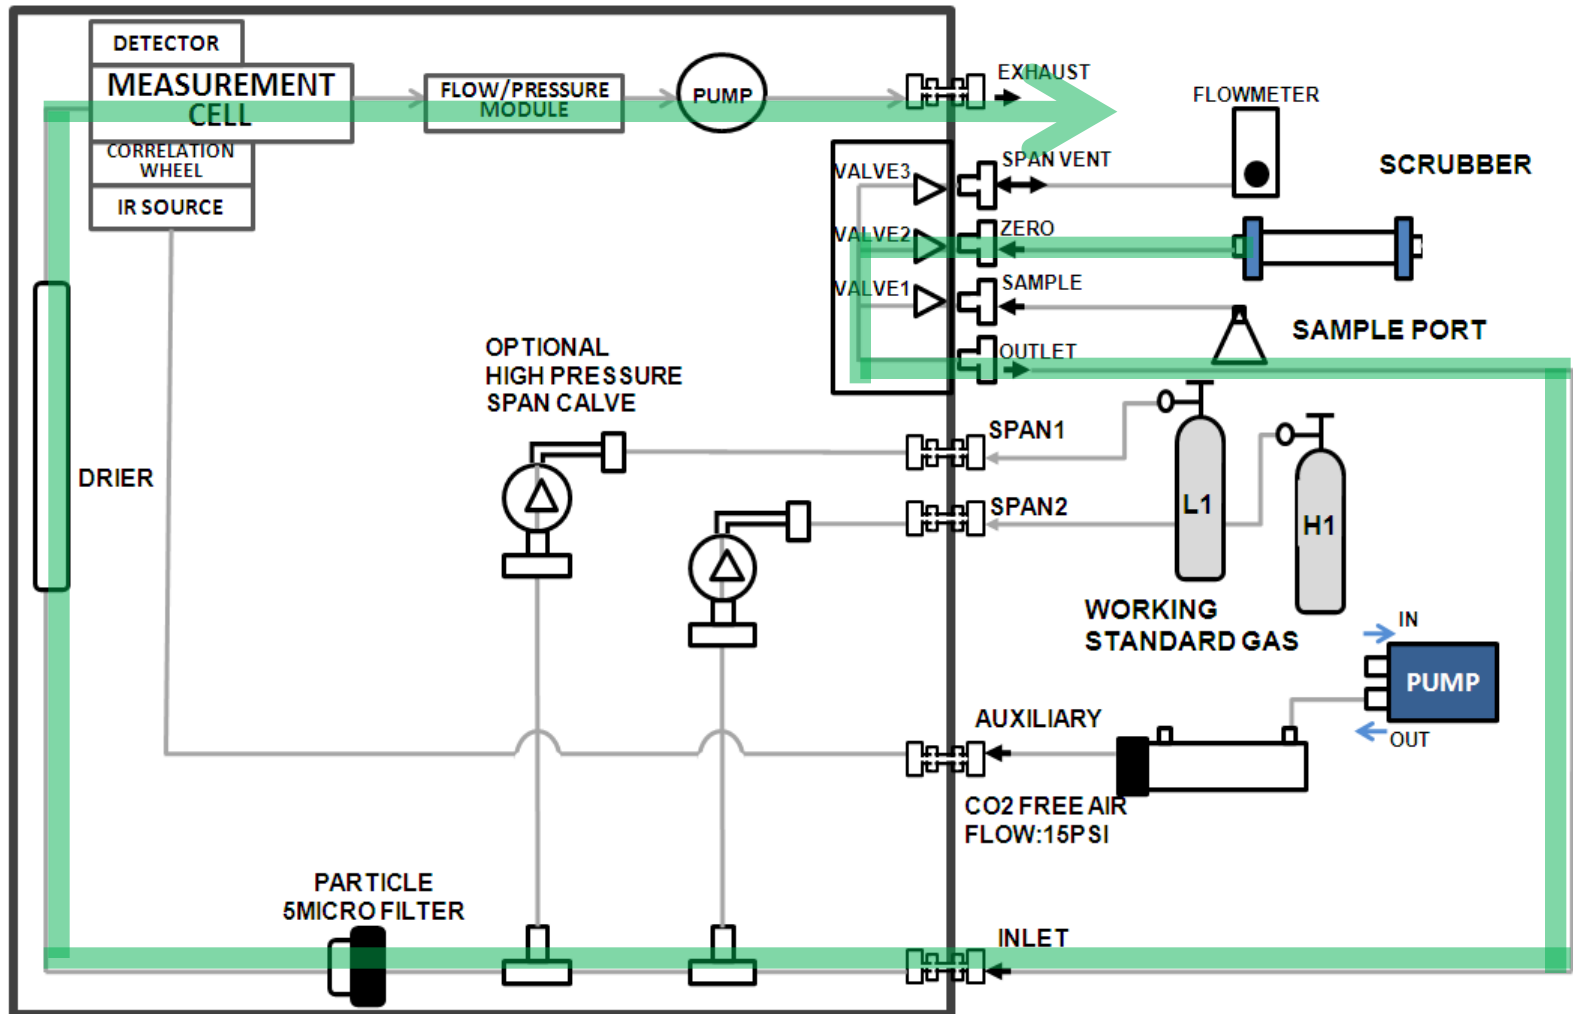 DETECTOR
MEASUREMENT
CELL
CORRELATION
WHEEL
IR SOURCE
FLOW/PRESSURE
MODULE
PUMP
EXHAUST
FLOWMETER
VALVE3
SPAN VENT
SCRUBBER
VALVE2
ZERO
VALVE1
SAMPLE
SAMPLE PORT
OUTLET
OPTIONAL
HIGH PRESSURE
SPAN CALVE
DRIER
SPAN1
SPAN2
L1
H1
WORKING
STANDARD GAS
IN
PUMP
OUT
AUXILIARY
CO2 FREE AIR
FLOW:15PSI
PARTICLE
5MICRO FILTER
INLET